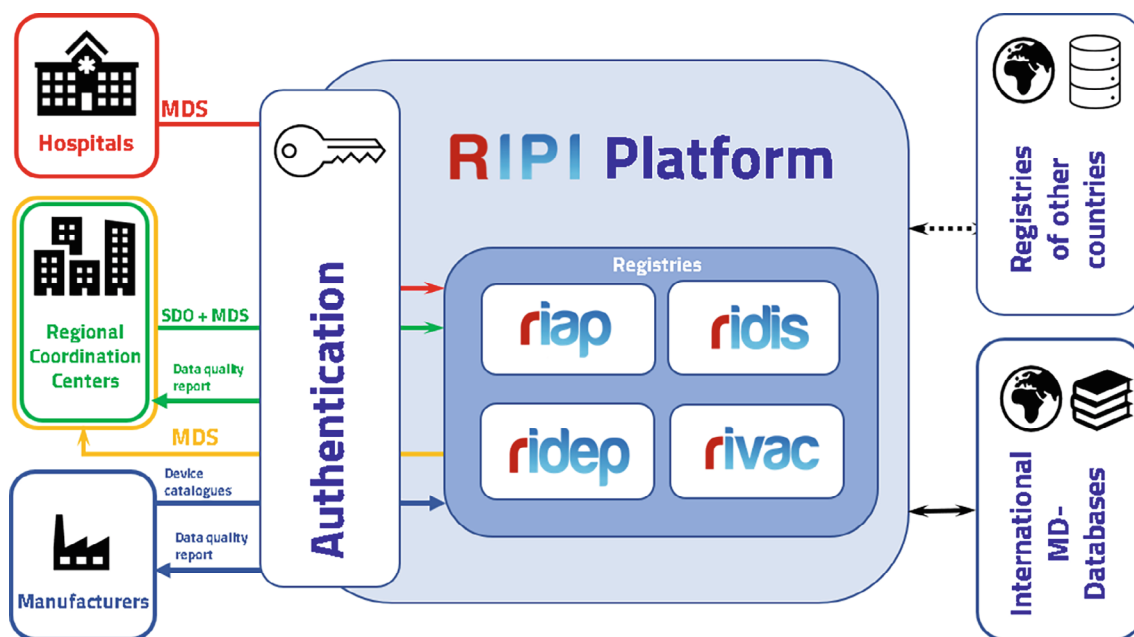 Hospitals
MDS
Regional
Coordination
Centers
SDO + MDS
Data quality
report
MDS
Manufacturers
Device
catalogues
Data quality
report
Authentication
RIPI Platform
Registries
riap
ridis
ridep
rivac
Registries
of other
countries
International
MD-
Databases